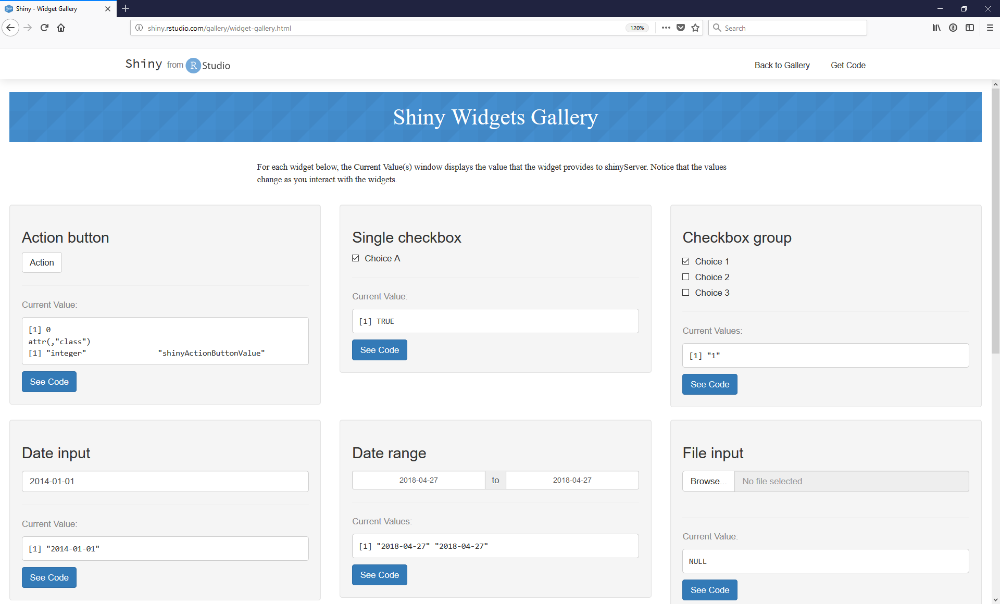 Shiny - Widget Gallery
shiny.rstudio.com/gallery/widget-gallery.html
120%
Search
Shiny from R Studio
Back to Gallery
Get Code
Shiny Widgets Gallery
For each widget below, the Current Value(s) window displays the value that the widget provides to shinyServer. Notice that the values
change as you interact with the widgets.
Action button
Action
Current Value:
[1] 0
attr(,"class")
[1] "integer" "shinyActionButtonValue"
See Code
Single checkbox
Choice A
Current Value:
[1] TRUE
See Code
Checkbox group
Choice 1
Choice 2
Choice 3
Current Values:
[1] "1"
See Code
Date input
2014-01-01
Current Value:
[1] "2014-01-01"
See Code
Date range
2018-04-27 to 2018-04-27
Current Values:
[1] "2018-04-27" "2018-04-27"
See Code
File input
Browse... No file selected
Current Value:
NULL
See Code